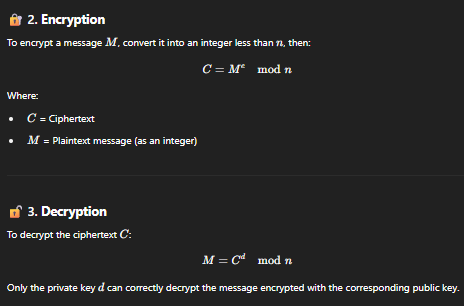 🔐 2. Encryption
To encrypt a message M, convert it into an integer less than n, then:
C = Mᵉ mod n
Where:
• C = Ciphertext
• M = Plaintext message (as an integer)
🔓 3. Decryption
To decrypt the ciphertext C:
M = Cᵈ mod n
Only the private key d can correctly decrypt the message encrypted with the corresponding public key.